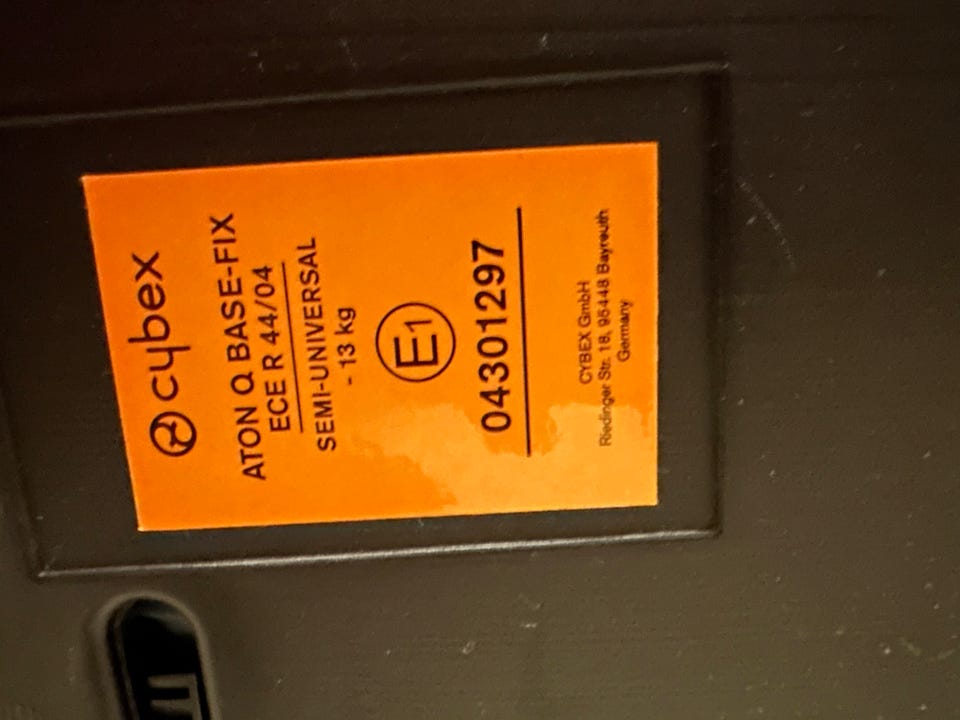 cybex
ATON Q BASE-FIX
ECE R 44/04
SEMI-UNIVERSAL
- 13 kg
E1
04301297
CYBEX GmbH
Riedinger Str. 18, 95448 Bayreuth
Germany